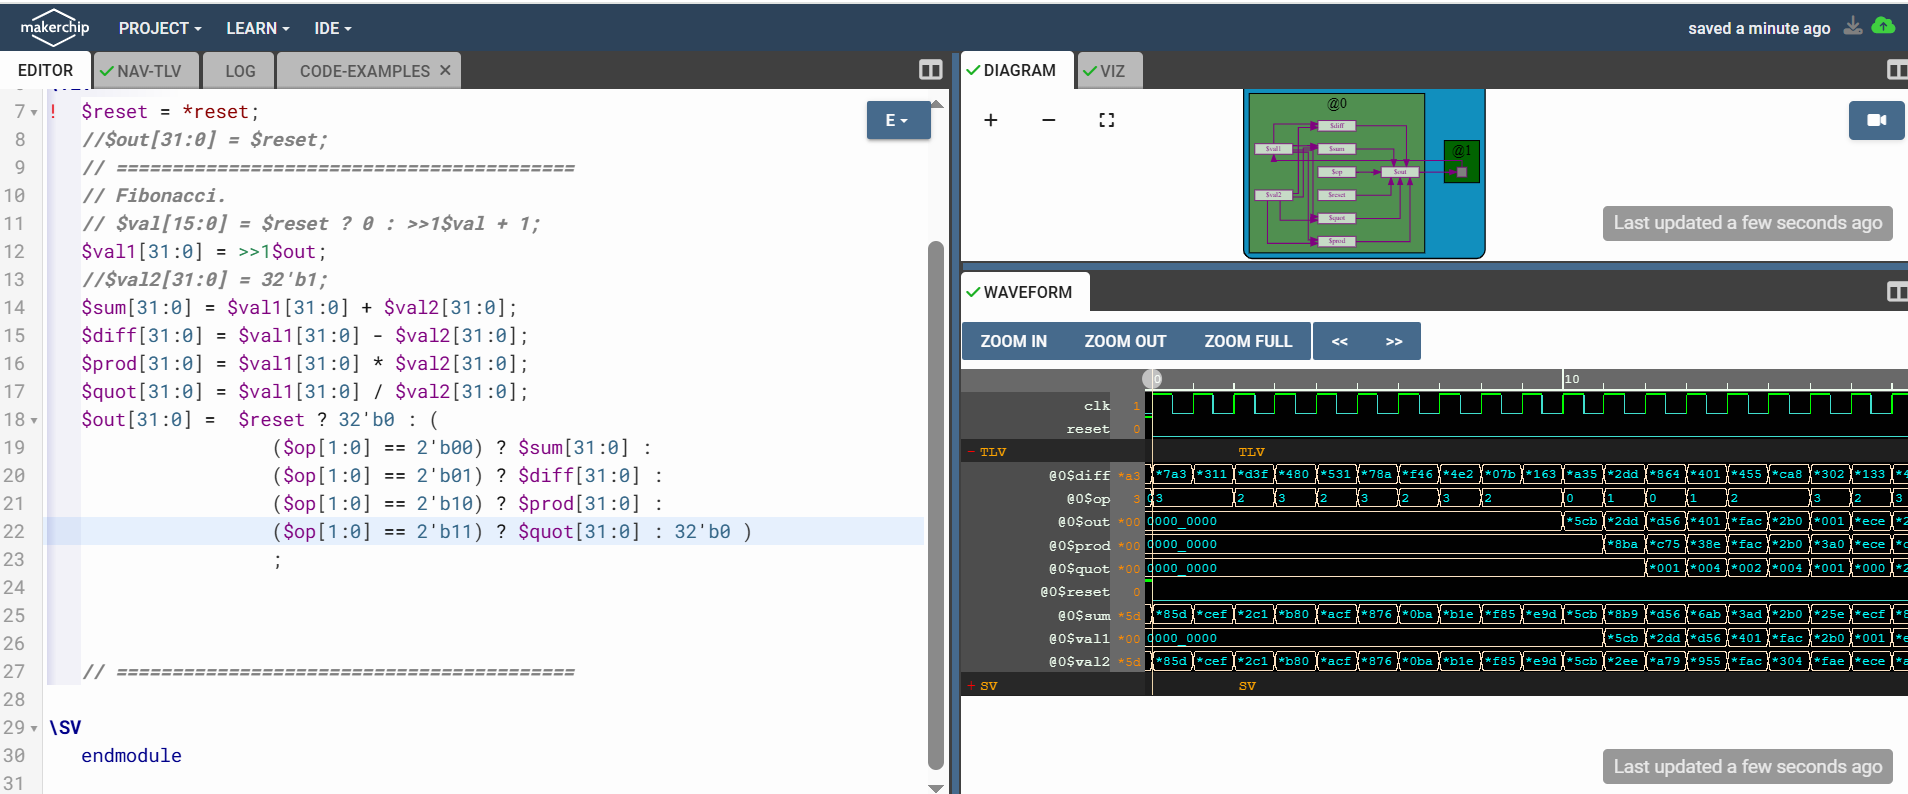 makerchip PROJECT LEARN IDE saved a minute ago
EDITOR NAV-TLV LOG CODE-EXAMPLES ×
7 ! $reset = *reset;
E
8 //$out[31:0] = $reset;
9 // =========================================
10 // Fibonacci.
11 // $val[15:0] = $reset ? 0 : >>1$val + 1;
12 $val1[31:0] = >>1$out;
13 //$val2[31:0] = 32'b1;
14 $sum[31:0] = $val1[31:0] + $val2[31:0];
15 $diff[31:0] = $val1[31:0] - $val2[31:0];
16 $prod[31:0] = $val1[31:0] * $val2[31:0];
17 $quot[31:0] = $val1[31:0] / $val2[31:0];
18 $out[31:0] =  $reset ? 32'b0 : (
19 ($op[1:0] == 2'b00) ? $sum[31:0] :
20 ($op[1:0] == 2'b01) ? $diff[31:0] :
21 ($op[1:0] == 2'b10) ? $prod[31:0] :
22 ($op[1:0] == 2'b11) ? $quot[31:0] : 32'b0 )
23 ;
24
25
26
27 // =========================================
28
29 \SV
30 endmodule
31
DIAGRAM VIZ
+ −
@0
$diff
$val1 $sum @1
$op $out
$val2 $reset
$quot
$prod
Last updated a few seconds ago
WAVEFORM
ZOOM IN ZOOM OUT ZOOM FULL << >>
0 10
clk 1
reset 0
- TLV TLV
@0$diff *a3 *7a3 *311 *d3f *480 *531 *78a *f46 *4e2 *07b *163 *a35 *2dd *864 *401 *455 *ca8 *302 *133
@0$op 3 3 2 3 2 3 2 3 2 0 1 0 1 2 3 2 3
@0$out *00 0000_0000 *5cb *2dd *d56 *401 *fac *2b0 *001 *ece
@0$prod *00 0000_0000 *8ba *c75 *38e *fac *2b0 *3a0 *ece
@0$quot *00 0000_0000 *001 *004 *002 *004 *001 *000
@0$reset 0
@0$sum *5d *85d *cef *2c1 *b80 *acf *876 *0ba *b1e *f85 *e9d *5cb *8b9 *d56 *6ab *3ad *2b0 *25e *ecf
@0$val1 *00 0000_0000 *5cb *2dd *d56 *401 *fac *2b0 *001
@0$val2 *5d *85d *cef *2c1 *b80 *acf *876 *0ba *b1e *f85 *e9d *5cb *2ee *a79 *955 *fac *304 *fae *ece
+ SV SV
Last updated a few seconds ago